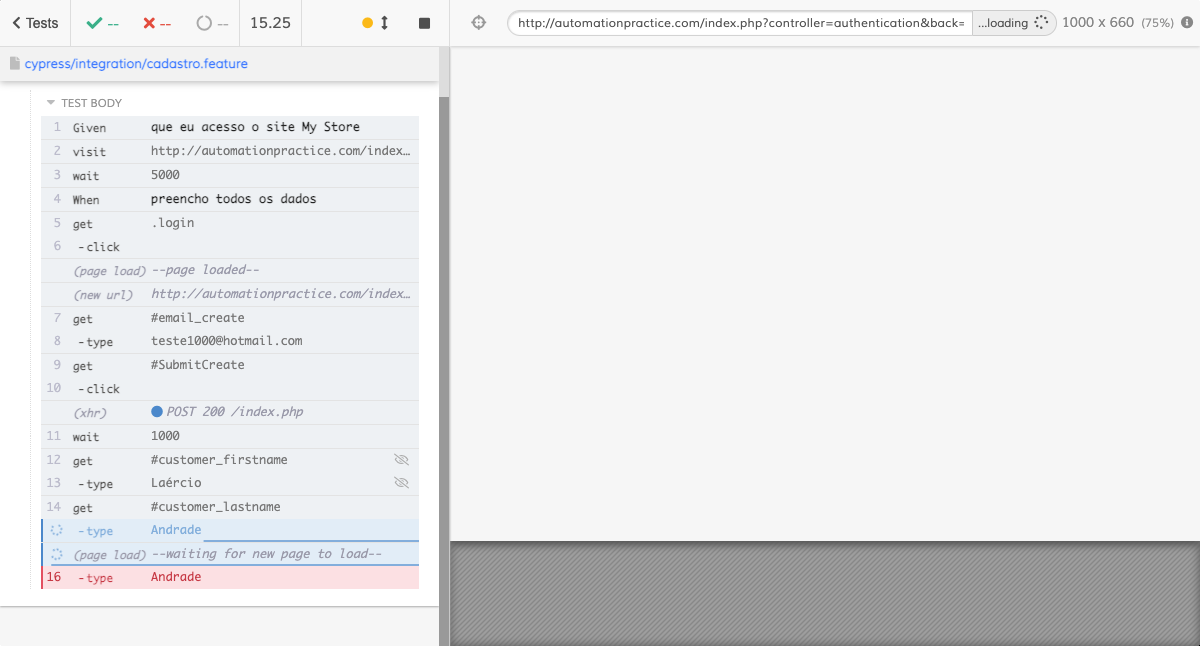 Tests -- -- -- 15.25
http://automationpractice.com/index.php?controller=authentication&back= ...loading 1000 x 660 (75%)
cypress/integration/cadastro.feature
TEST BODY
1 Given que eu acesso o site My Store
2 visit http://automationpractice.com/index…
3 wait 5000
4 When preencho todos os dados
5 get .login
6 -click
(page load) --page loaded--
(new url) http://automationpractice.com/index…
7 get #email_create
8 -type teste1000@hotmail.com
9 get #SubmitCreate
10 -click
(xhr) POST 200 /index.php
11 wait 1000
12 get #customer_firstname
13 -type Laércio
14 get #customer_lastname
-type Andrade
(page load) --waiting for new page to load--
16 -type Andrade